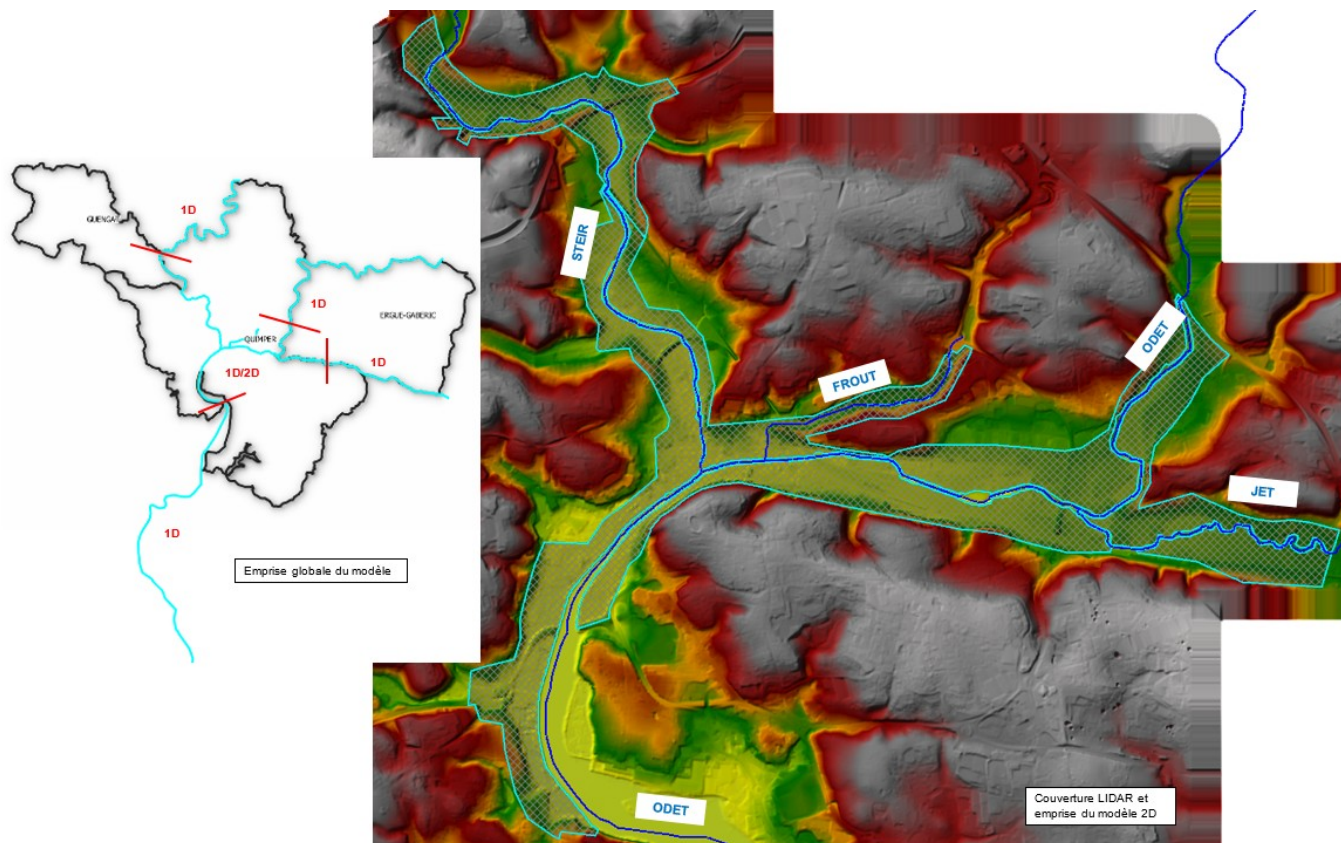 1D
QUENGAT
1D
ERGUE-GABERIC
QUIMPER
1D
1D/2D
1D
Emprise globale du modèle
STEIR
FROUT
ODET
JET
ODET
Couverture LIDAR et
emprise du modèle 2D